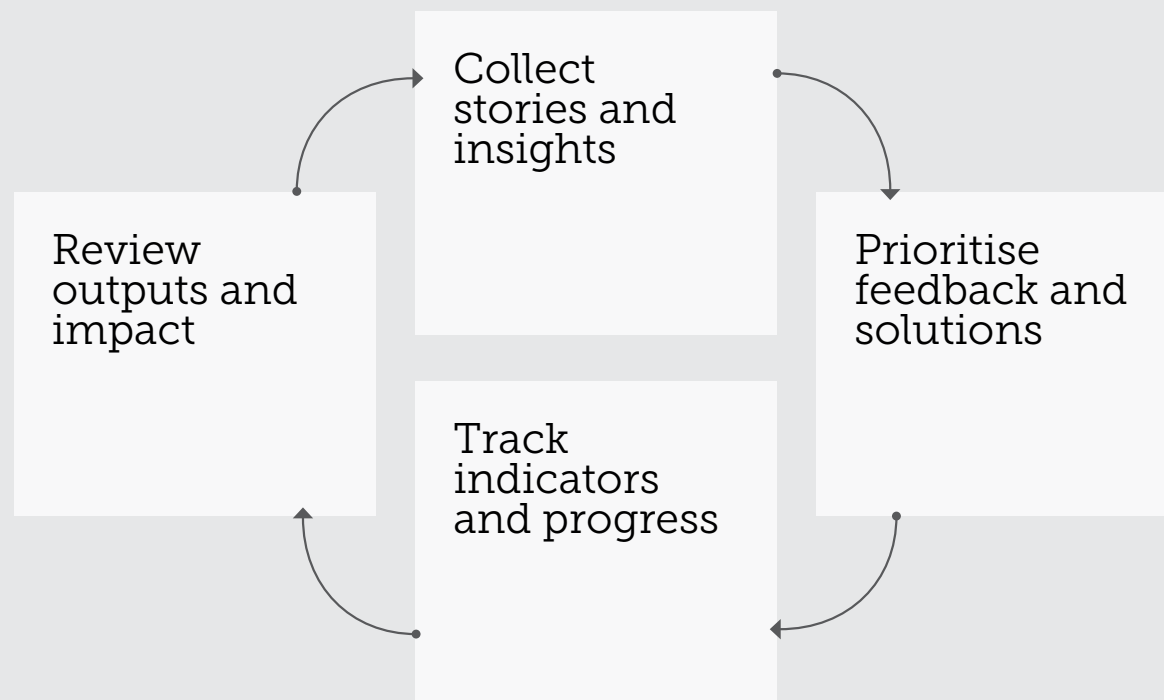 Collect
stories and
insights
Review
outputs and
impact
Prioritise
feedback and
solutions
Track
indicators
and progress